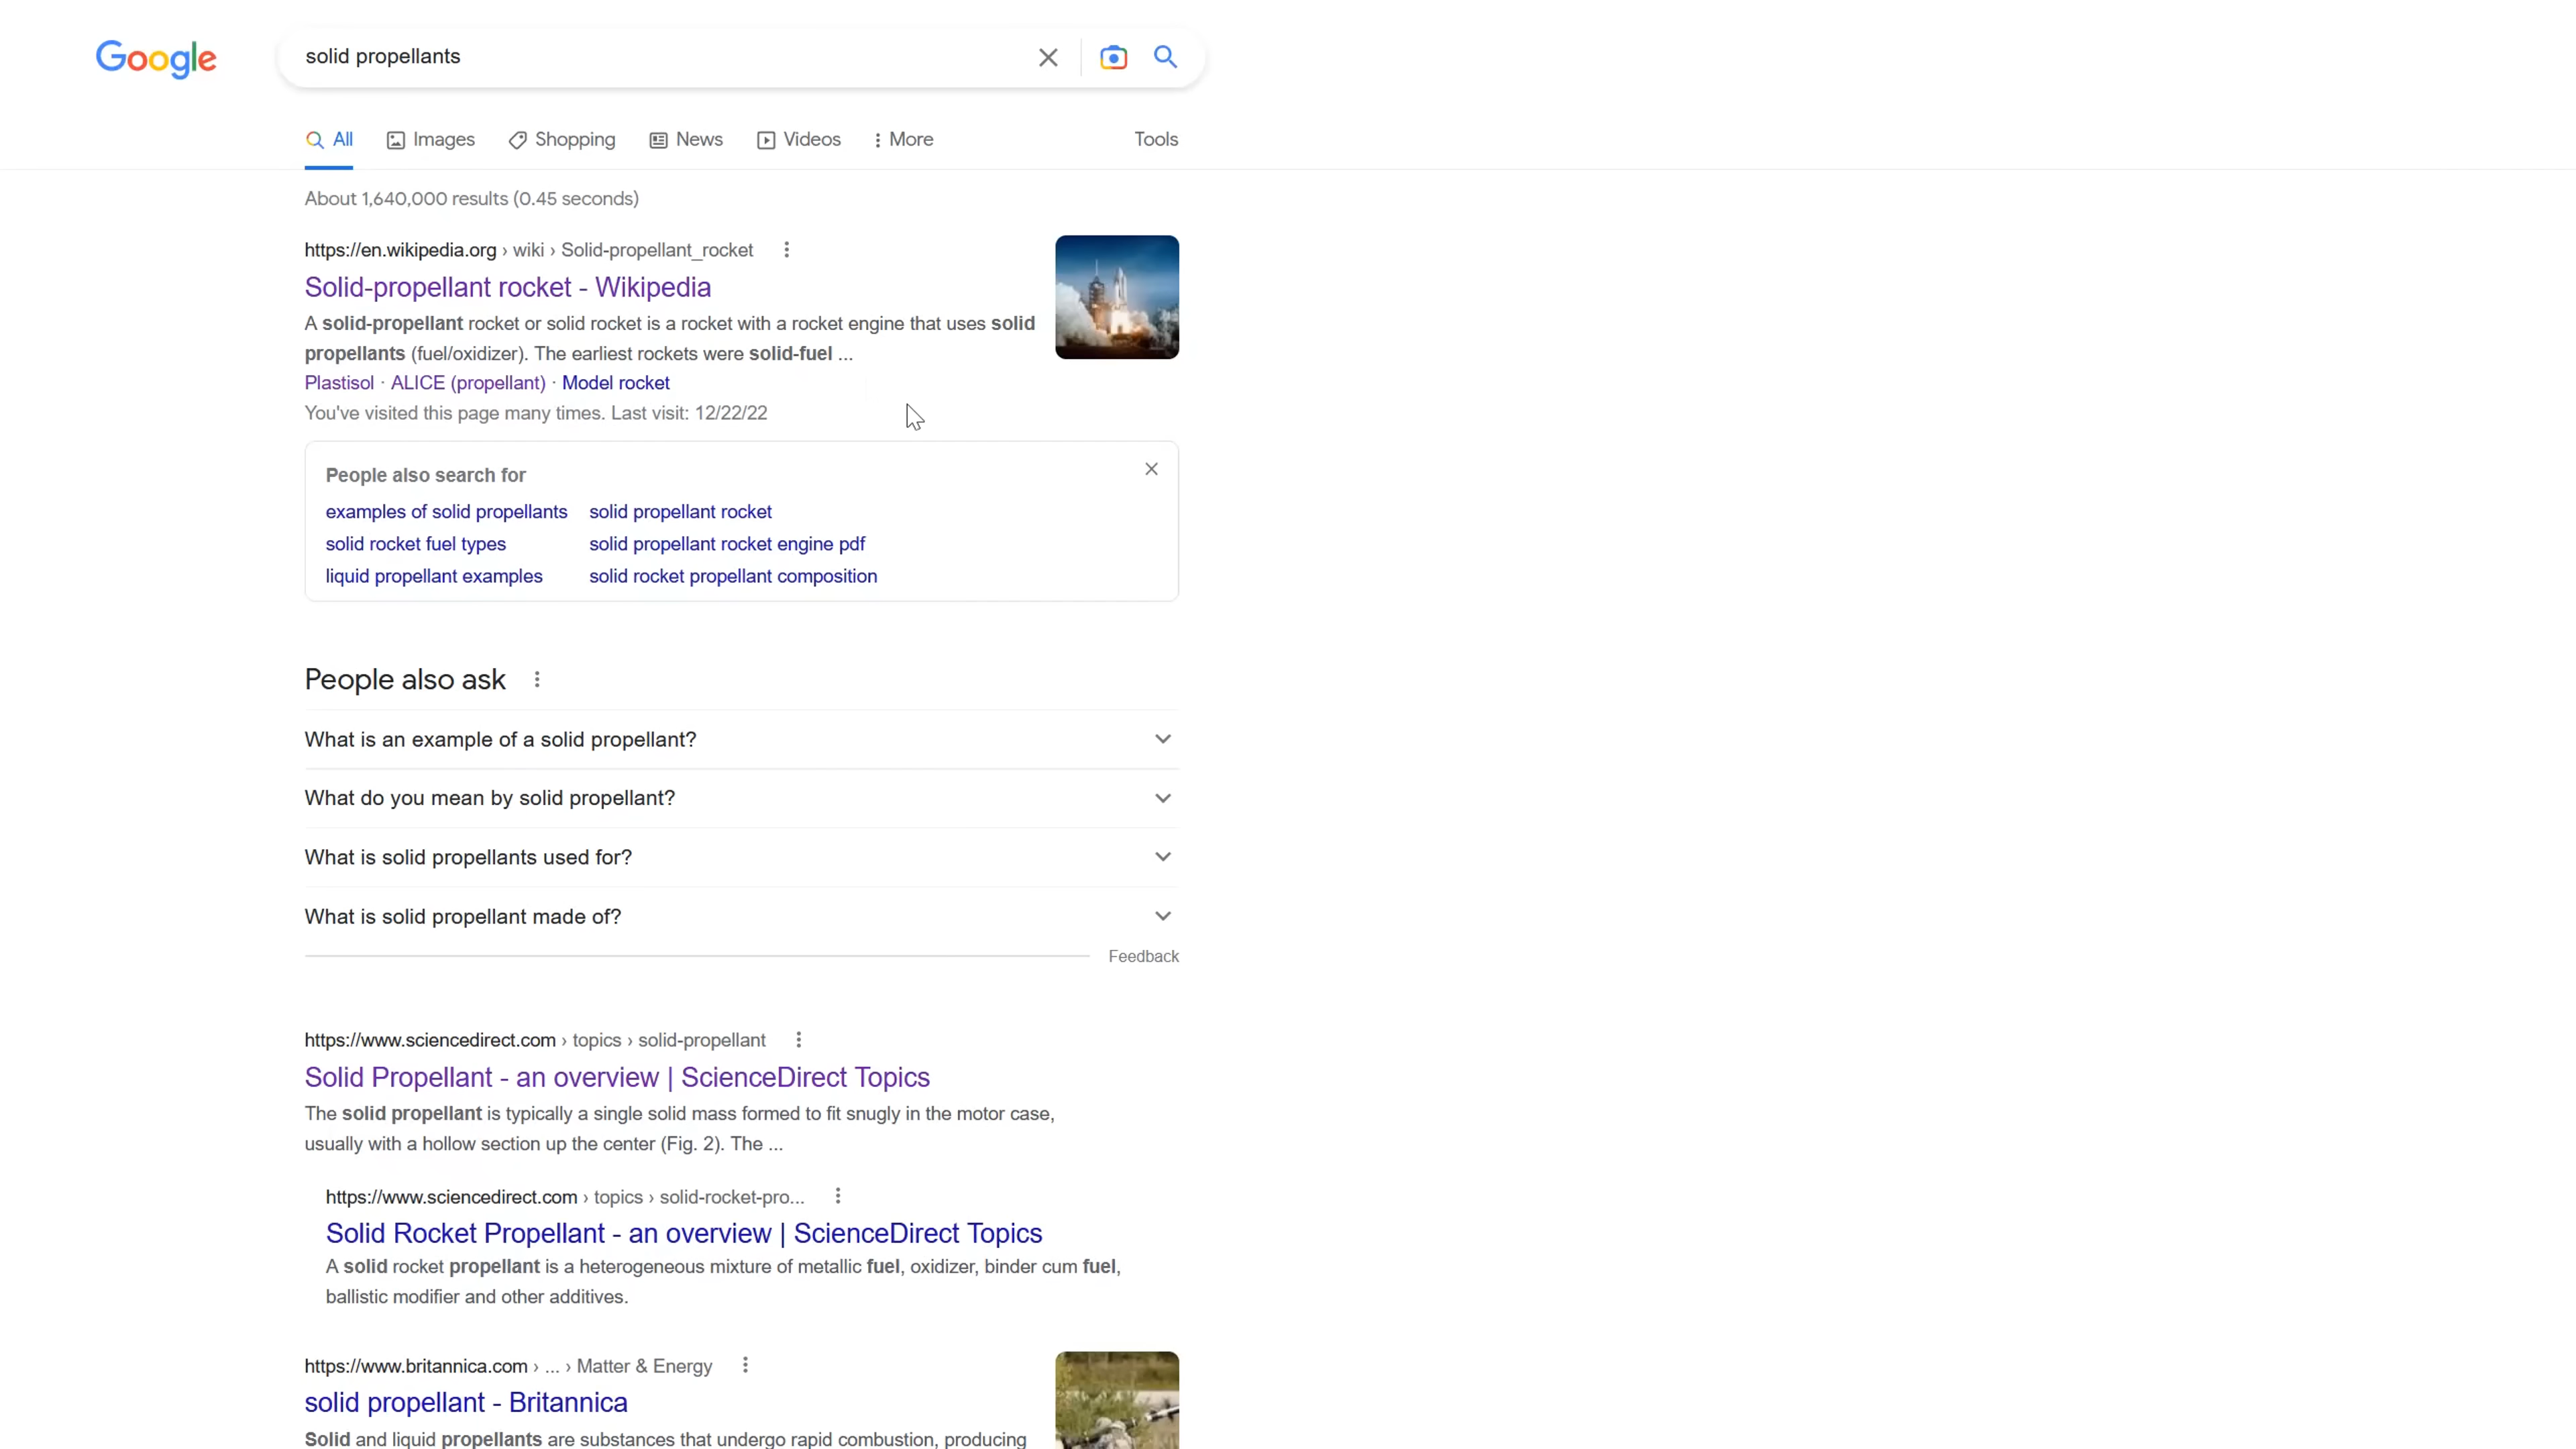 Google
solid propellants
All Images Shopping News Videos More Tools
About 1,640,000 results (0.45 seconds)
https://en.wikipedia.org › wiki › Solid-propellant_rocket
Solid-propellant rocket - Wikipedia
A solid-propellant rocket or solid rocket is a rocket with a rocket engine that uses solid
propellants (fuel/oxidizer). The earliest rockets were solid-fuel ...
Plastisol · ALICE (propellant) · Model rocket
You've visited this page many times. Last visit: 12/22/22
People also search for
examples of solid propellants solid propellant rocket
solid rocket fuel types solid propellant rocket engine pdf
liquid propellant examples solid rocket propellant composition
People also ask
What is an example of a solid propellant?
What do you mean by solid propellant?
What is solid propellants used for?
What is solid propellant made of?
Feedback
https://www.sciencedirect.com › topics › solid-propellant
Solid Propellant - an overview | ScienceDirect Topics
The solid propellant is typically a single solid mass formed to fit snugly in the motor case,
usually with a hollow section up the center (Fig. 2). The ...
https://www.sciencedirect.com › topics › solid-rocket-pro...
Solid Rocket Propellant - an overview | ScienceDirect Topics
A solid rocket propellant is a heterogeneous mixture of metallic fuel, oxidizer, binder cum fuel,
ballistic modifier and other additives.
https://www.britannica.com › ... › Matter & Energy
solid propellant - Britannica
Solid and liquid propellants are substances that undergo rapid combustion, producing